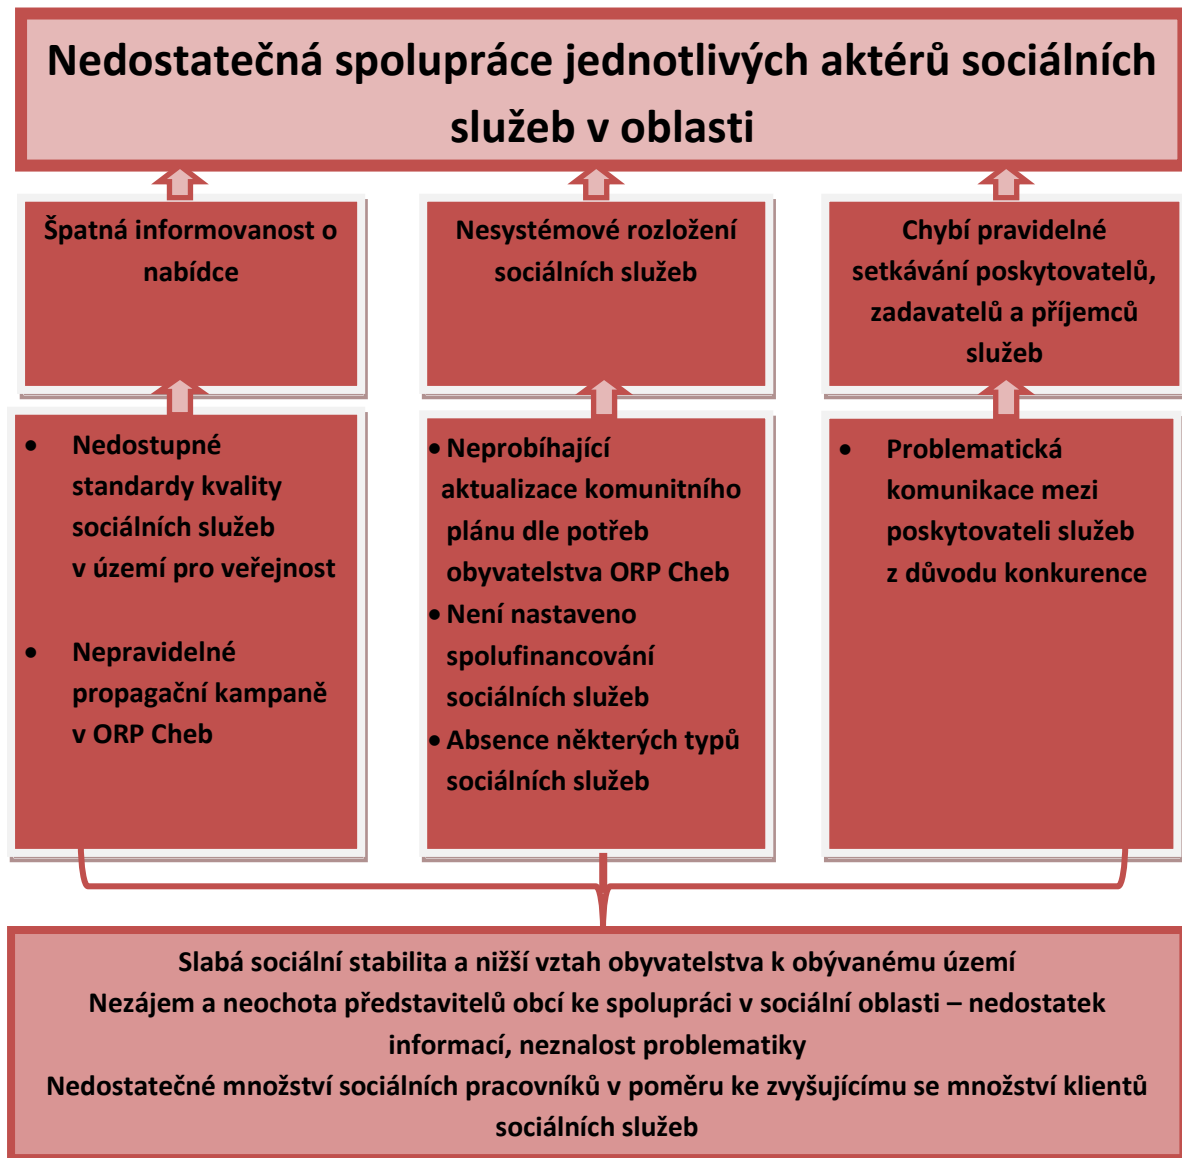 Nedostatečná spolupráce jednotlivých aktérů sociálních
služeb v oblasti
Špatná informovanost o
nabídce
Nesystémové rozložení
sociálních služeb
Chybí pravidelné
setkávání poskytovatelů,
zadavatelů a příjemců
služeb
• Nedostupné
standardy kvality
sociálních služeb
v území pro veřejnost
• Nepravidelné
propagační kampaně
v ORP Cheb
• Neprobíhající
aktualizace komunitního
plánu dle potřeb
obyvatelstva ORP Cheb
• Není nastaveno
spolufinancování
sociálních služeb
• Absence některých typů
sociálních služeb
• Problematická
komunikace mezi
poskytovateli služeb
z důvodu konkurence
Slabá sociální stabilita a nižší vztah obyvatelstva k obývanému území
Nezájem a neochota představitelů obcí ke spolupráci v sociální oblasti – nedostatek
informací, neznalost problematiky
Nedostatečné množství sociálních pracovníků v poměru ke zvyšujícímu se množství klientů
sociálních služeb